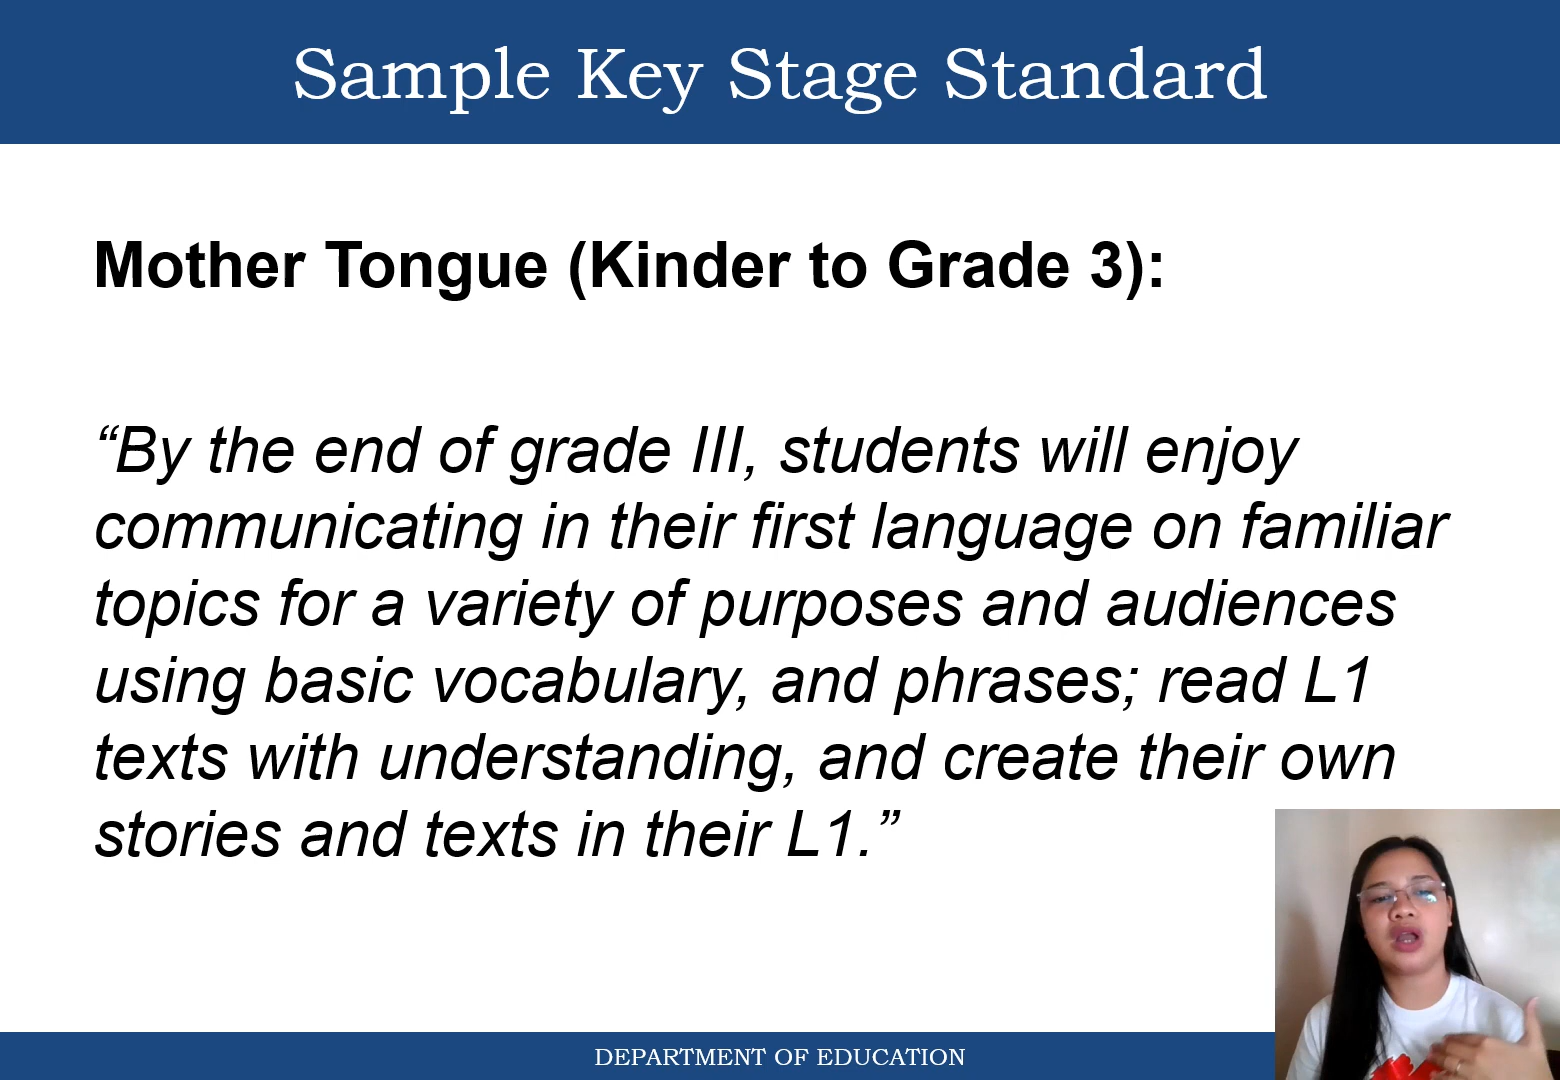 Sample Key Stage Standard
Mother Tongue (Kinder to Grade 3):
“By the end of grade III, students will enjoy
communicating in their first language on familiar
topics for a variety of purposes and audiences
using basic vocabulary, and phrases; read L1
texts with understanding, and create their own
stories and texts in their L1.”
DEPARTMENT OF EDUCATION